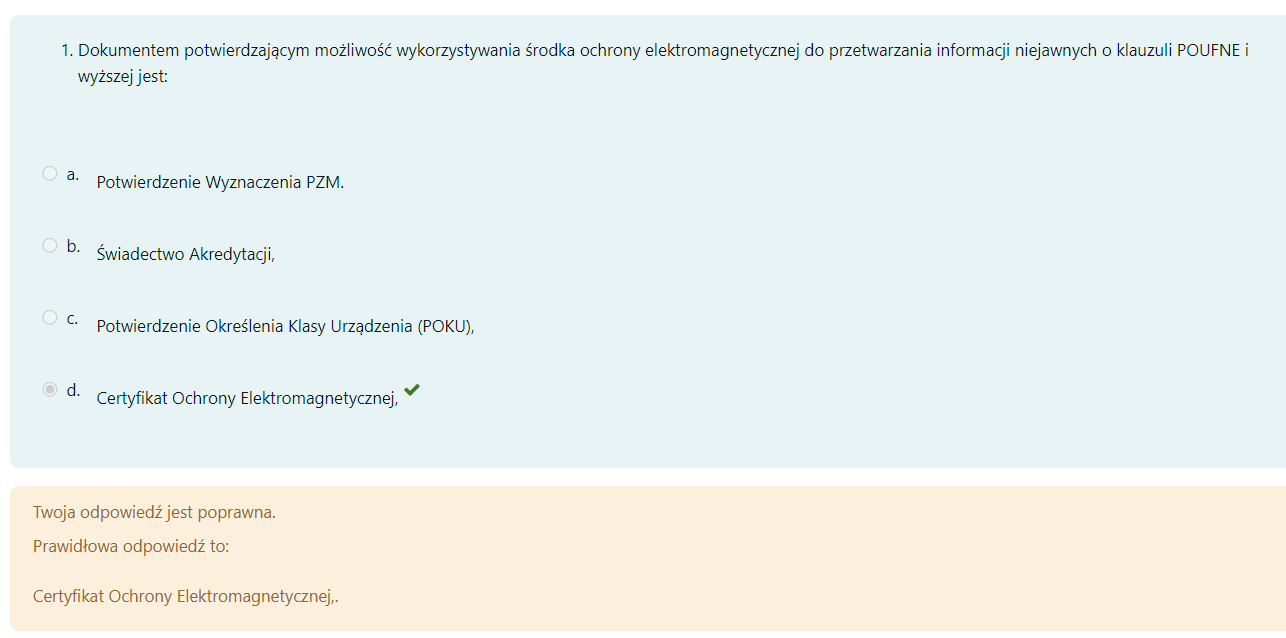 1. Dokumentem potwierdzającym możliwość wykorzystywania środka ochrony elektromagnetycznej do przetwarzania informacji niejawnych o klauzuli POUFNE i
wyższej jest:
a. Potwierdzenie Wyznaczenia PZM.
b. Świadectwo Akredytacji,
c. Potwierdzenie Określenia Klasy Urządzenia (POKU),
d. Certyfikat Ochrony Elektromagnetycznej,
Twoja odpowiedź jest poprawna.
Prawidłowa odpowiedź to:
Certyfikat Ochrony Elektromagnetycznej,.